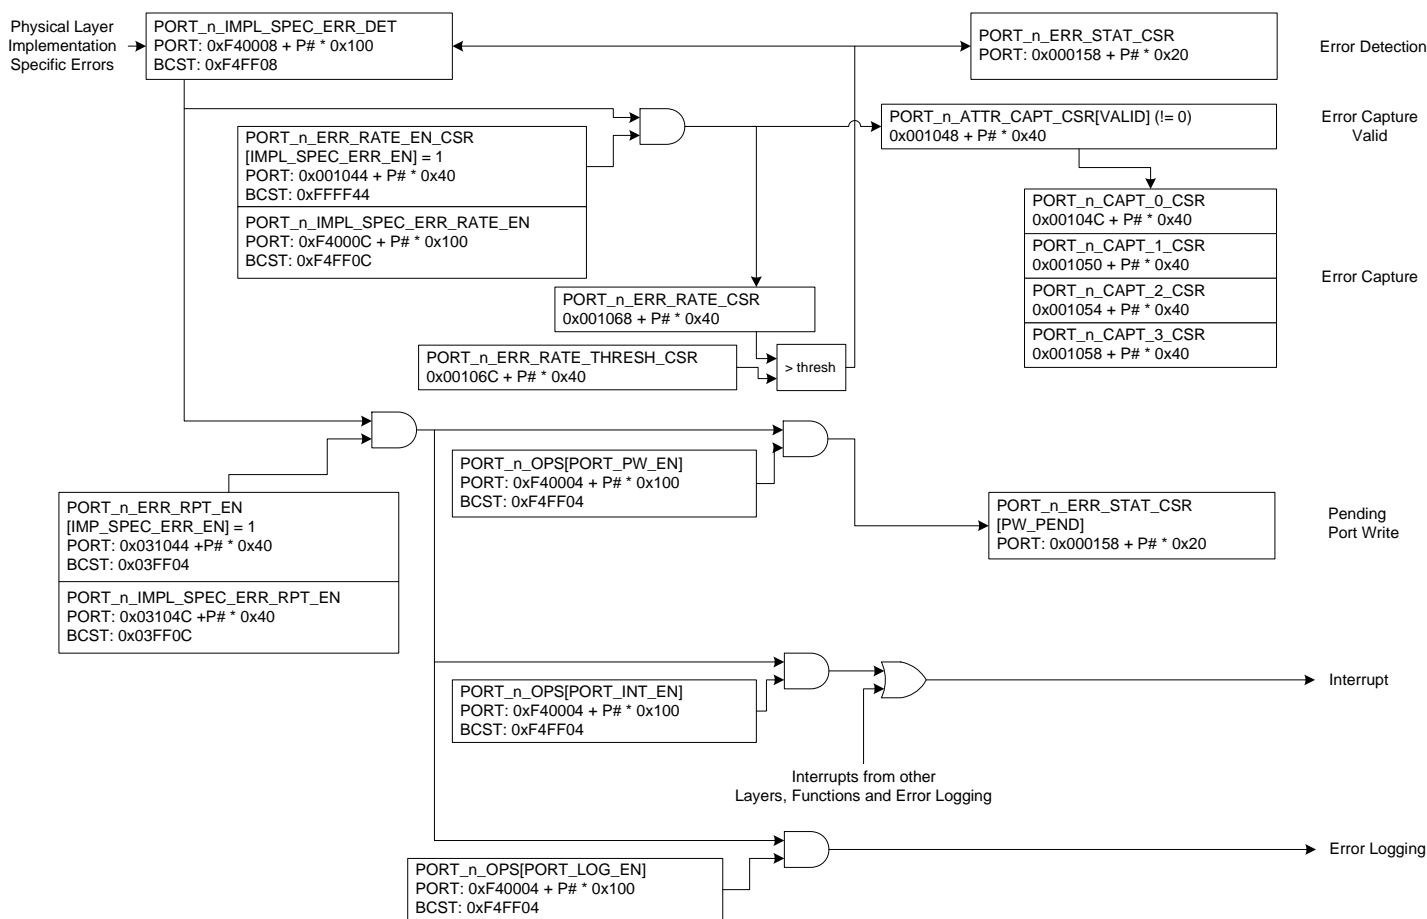 Physical Layer
Implementation
Specific Errors
PORT_n_IMPL_SPEC_ERR_DET
PORT: 0xF40008 + P# * 0x100
BCST: 0xF4FF08
PORT_n_ERR_STAT_CSR
PORT: 0x000158 + P# * 0x20
Error Detection
PORT_n_ERR_RATE_EN_CSR
[IMPL_SPEC_ERR_EN] = 1
PORT: 0x001044 + P# * 0x40
BCST: 0xFFFF44
PORT_n_IMPL_SPEC_ERR_RATE_EN
PORT: 0xF4000C + P# * 0x100
BCST: 0xF4FF0C
PORT_n_ATTR_CAPT_CSR[VALID] (!= 0)
0x001048 + P# * 0x40
Error Capture
Valid
PORT_n_CAPT_0_CSR
0x00104C + P# * 0x40
PORT_n_CAPT_1_CSR
0x001050 + P# * 0x40
PORT_n_CAPT_2_CSR
0x001054 + P# * 0x40
PORT_n_CAPT_3_CSR
0x001058 + P# * 0x40
Error Capture
PORT_n_ERR_RATE_CSR
0x001068 + P# * 0x40
PORT_n_ERR_RATE_THRESH_CSR
0x00106C + P# * 0x40
> thresh
PORT_n_OPS[PORT_PW_EN]
PORT: 0xF40004 + P# * 0x100
BCST: 0xF4FF04
PORT_n_ERR_RPT_EN
[IMP_SPEC_ERR_EN] = 1
PORT: 0x031044 +P# * 0x40
BCST: 0x03FF04
PORT_n_IMPL_SPEC_ERR_RPT_EN
PORT: 0x03104C +P# * 0x40
BCST: 0x03FF0C
PORT_n_ERR_STAT_CSR
[PW_PEND]
PORT: 0x000158 + P# * 0x20
Pending
Port Write
PORT_n_OPS[PORT_INT_EN]
PORT: 0xF40004 + P# * 0x100
BCST: 0xF4FF04
Interrupt
Interrupts from other
Layers, Functions and Error Logging
PORT_n_OPS[PORT_LOG_EN]
PORT: 0xF40004 + P# * 0x100
BCST: 0xF4FF04
Error Logging